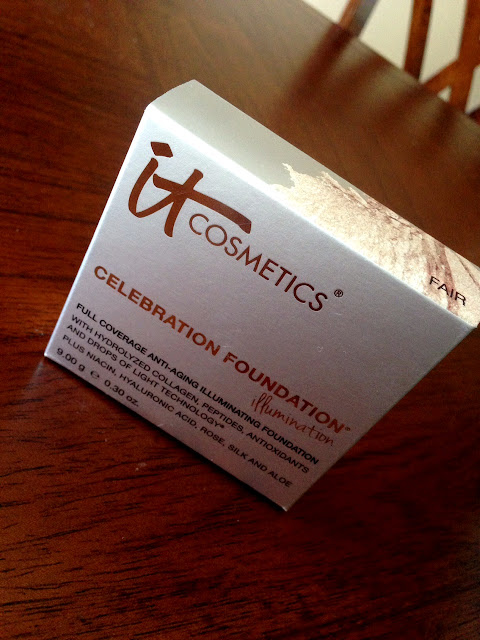 it COSMETICS®
CELEBRATION FOUNDATION™
illumination
FULL COVERAGE ANTI-AGING ILLUMINATING FOUNDATION
WITH HYDROLYZED COLLAGEN, PEPTIDES, ANTIOXIDANTS
AND DROPS OF LIGHT TECHNOLOGY®
PLUS NIACIN, HYALURONIC ACID, ROSE, SILK AND ALOE
9.00 g ℮ 0.30 oz.
FAIR